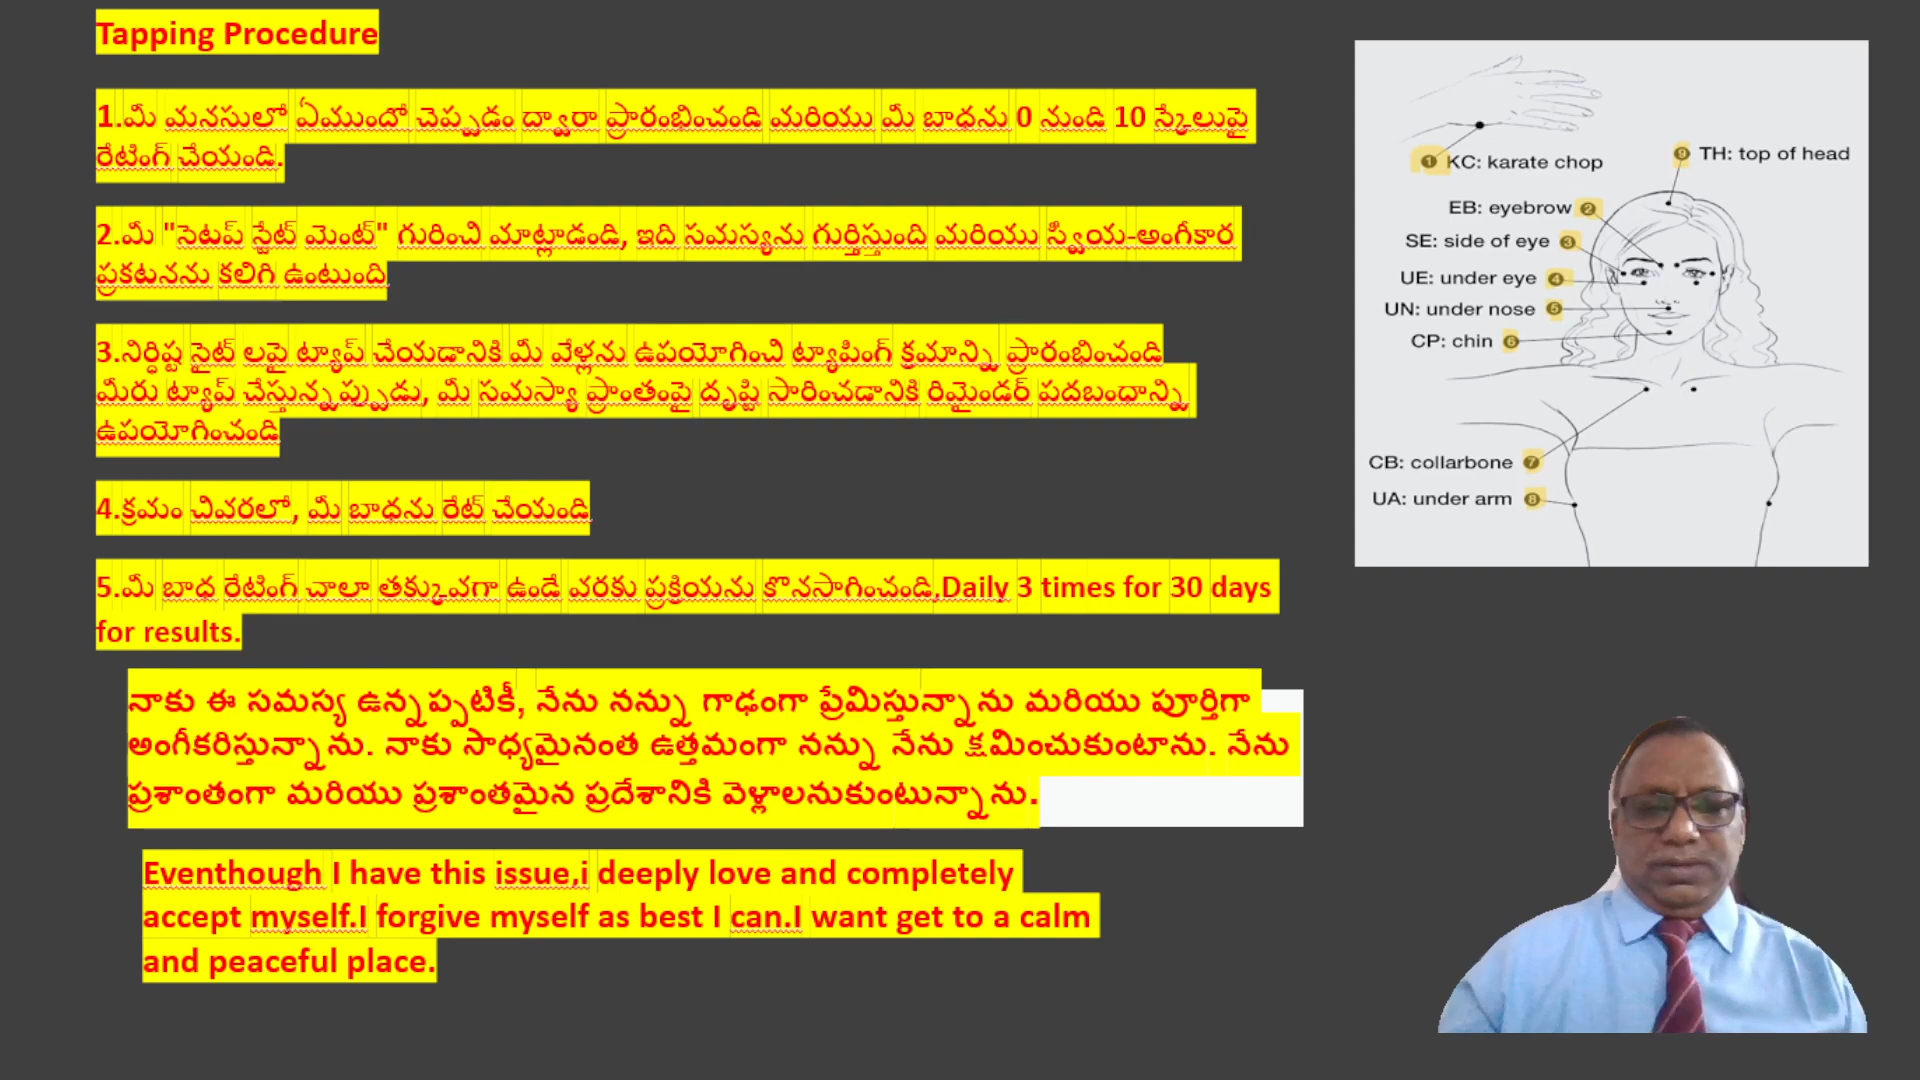 Tapping Procedure
1.మీ మనసులో ఏముందో చెప్పడం ద్వారా ప్రారంభించండి మరియు మీ బాధను 0 నుండి 10 స్కేలుపై
రేటింగ్ చేయండి.
2.మీ "సెటప్ స్టేట్ మెంట్" గురించి మాట్లాడండి, ఇది సమస్యను గుర్తిస్తుంది మరియు స్వీయ-అంగీకార
ప్రకటనను కలిగి ఉంటుంది
3.నిర్ధిష్ట సైట్ లపై ట్యాప్ చేయడానికి మీ వేళ్లను ఉపయోగించి ట్యాపింగ్ క్రమాన్ని ప్రారంభించండి
మీరు ట్యాప్ చేస్తున్నప్పుడు, మీ సమస్యా ప్రాంతంపై దృష్టి సారించడానికి రిమైండర్ పదబంధాన్ని
ఉపయోగించండి
4.క్రమం చివరలో, మీ బాధను రేట్ చేయండి
5.మీ బాధ రేటింగ్ చాలా తక్కువగా ఉండే వరకు ప్రక్రియను కొనసాగించండి,Daily 3 times for 30 days
for results.
నాకు ఈ సమస్య ఉన్నప్పటికీ, నేను నన్ను గాఢంగా ప్రేమిస్తున్నాను మరియు పూర్తిగా
అంగీకరిస్తున్నాను. నాకు సాధ్యమైనంత ఉత్తమంగా నన్ను నేను క్షమించుకుంటాను. నేను
ప్రశాంతంగా మరియు ప్రశాంతమైన ప్రదేశానికి వెళ్లాలనుకుంటున్నాను.
Eventhough I have this issue,i deeply love and completely
accept myself.I forgive myself as best I can.I want get to a calm
and peaceful place.
1 KC: karate chop
9 TH: top of head
EB: eyebrow 2
SE: side of eye 3
UE: under eye 4
UN: under nose 5
CP: chin 6
CB: collarbone 7
UA: under arm 8